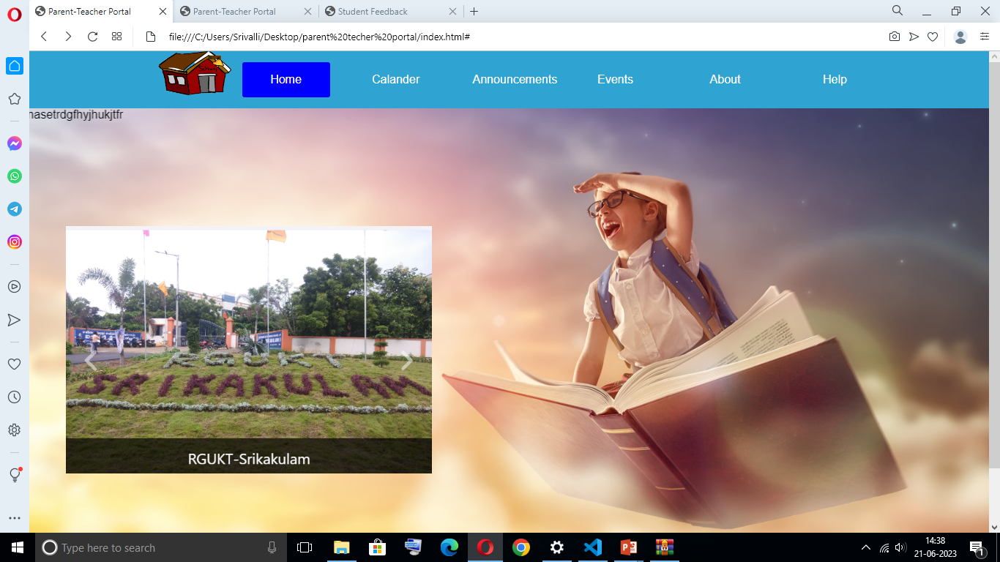 Parent-Teacher Portal
Parent-Teacher Portal
Student Feedback
file:///C:/Users/Srivalli/Desktop/parent%20techer%20portal/index.html#
Home
Calander
Announcements
Events
About
Help
nasetrdgfhyjhukjtfr
RGUKT
SRIKAKULAM
RGUKT-Srikakulam
Type here to search
14:38
21-06-2023
1